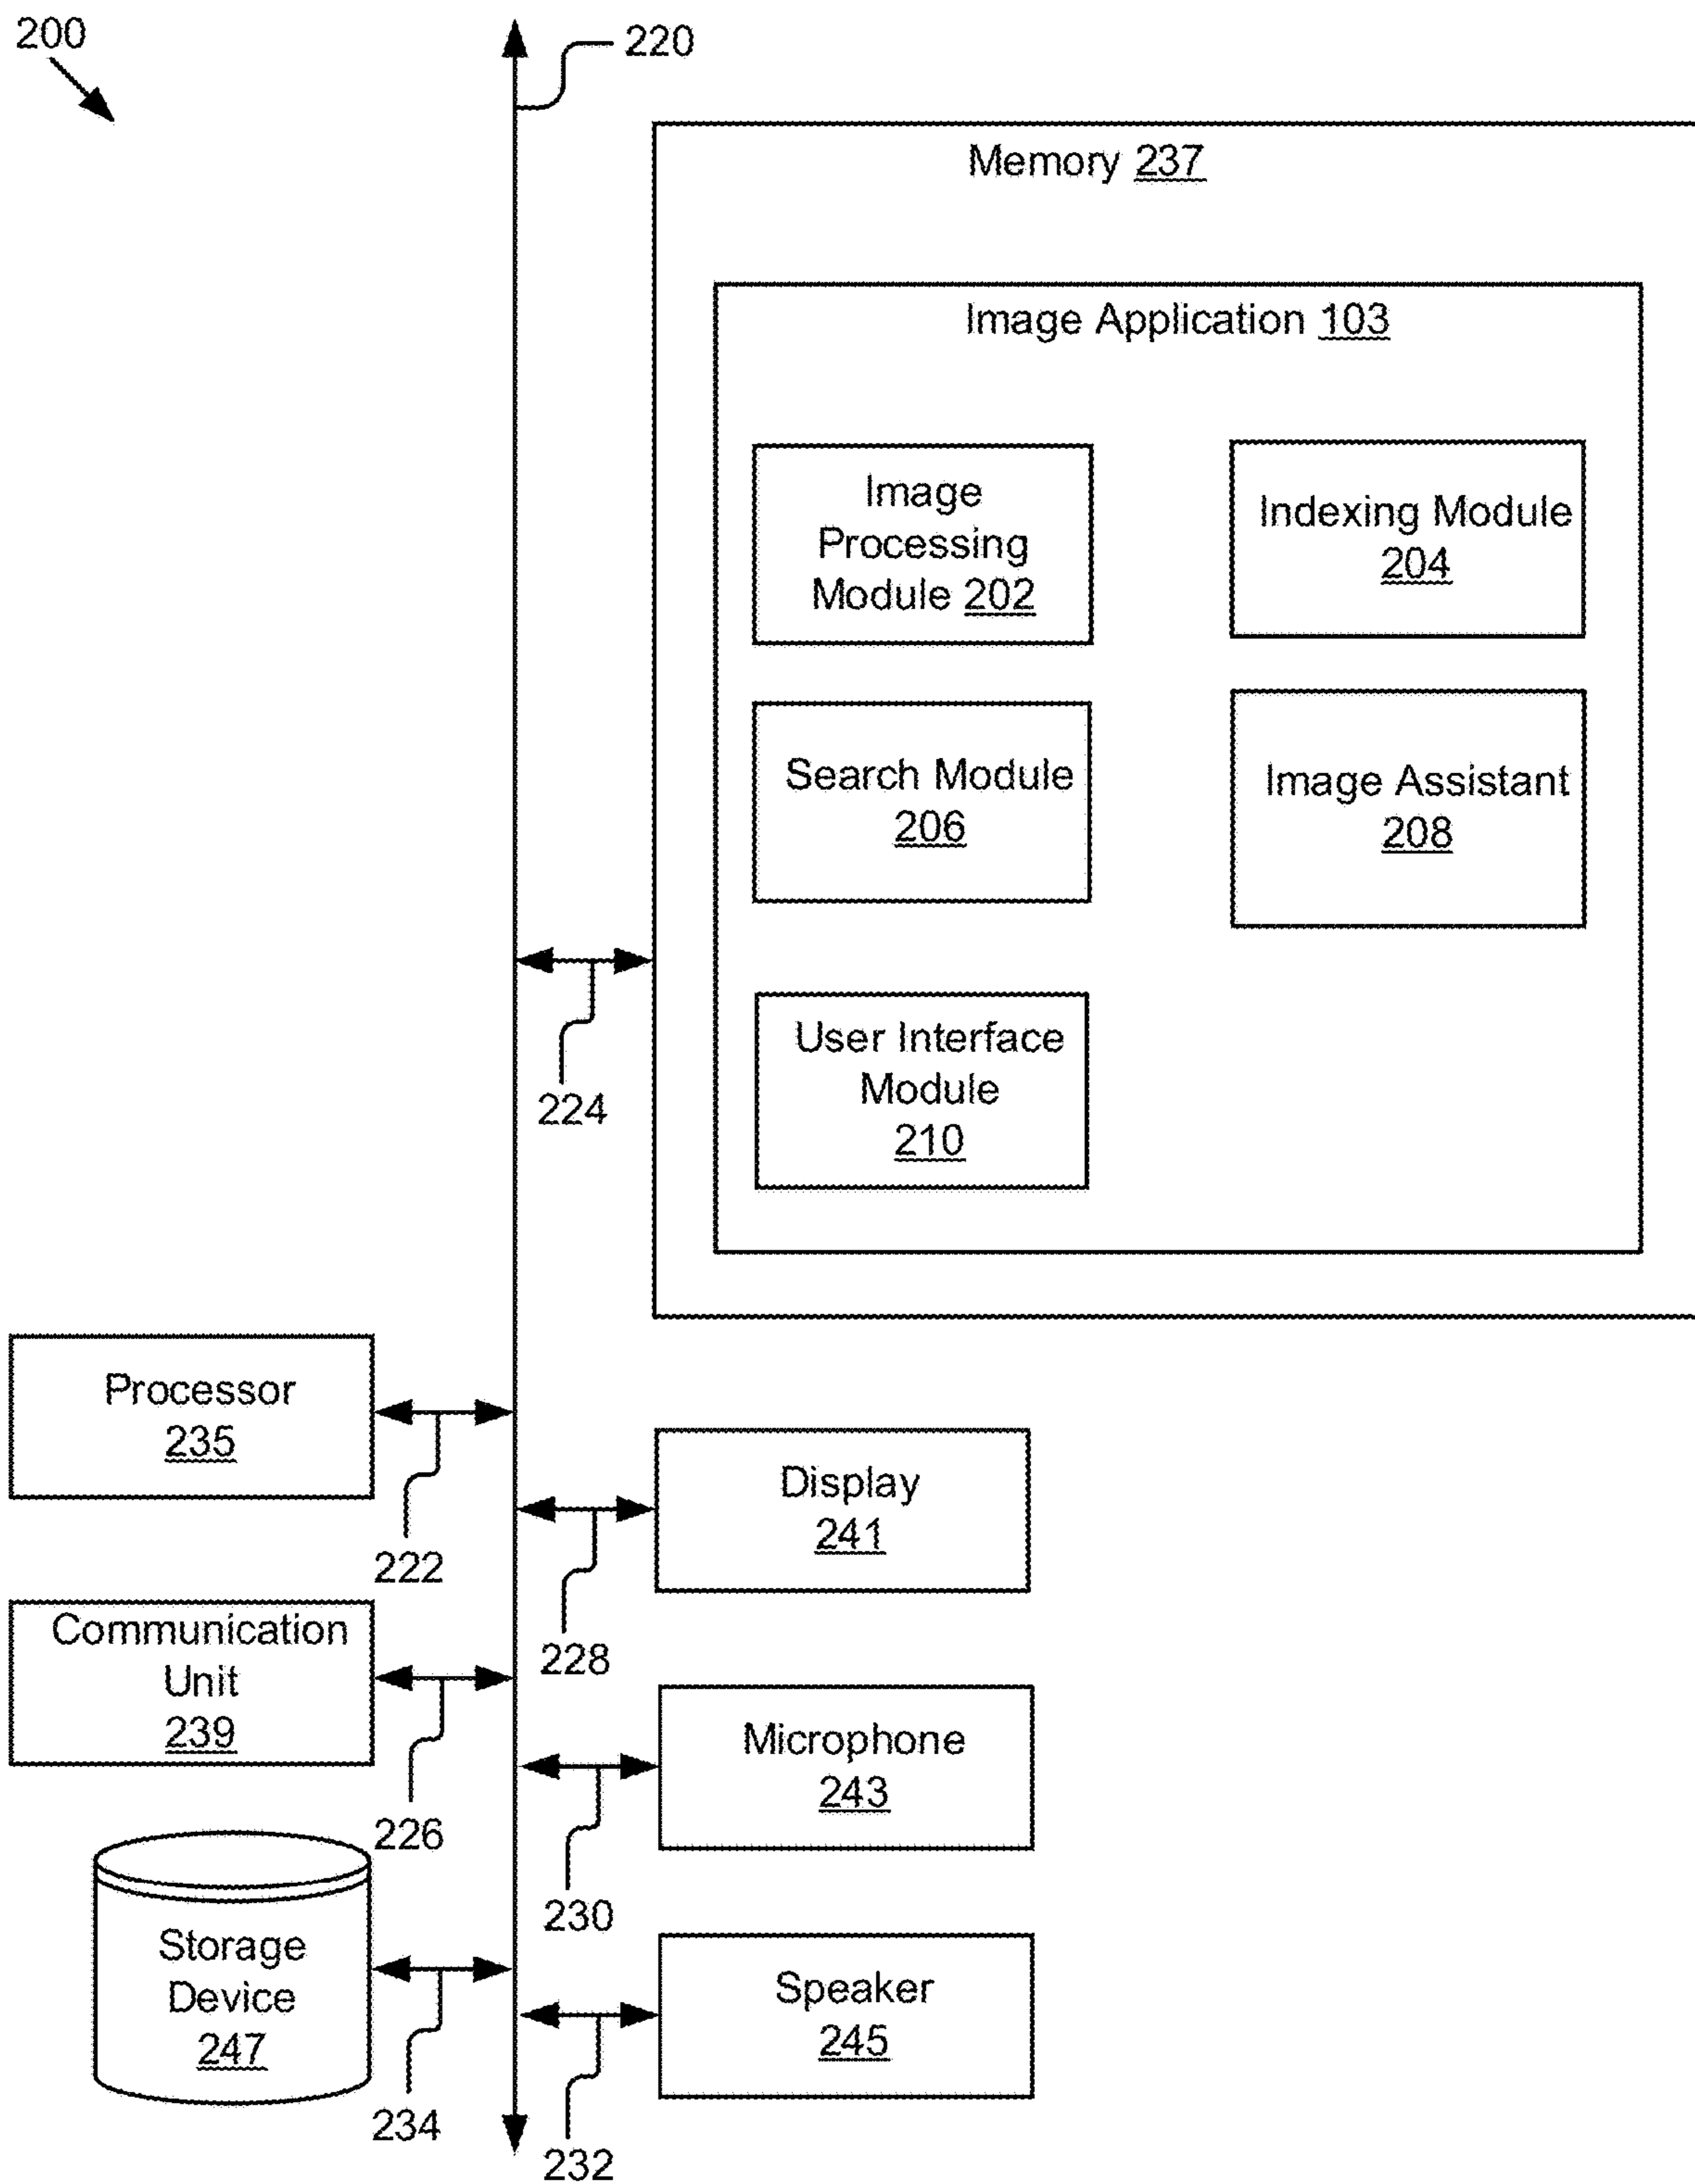 200
220
Memory 237
Image Application 103
Image
Processing
Module 202
Indexing Module
204
Search Module
206
Image Assistant
208
User Interface
Module
210
224
Processor
235
222
Display
241
228
Communication
Unit
239
226
Microphone
243
230
Storage
Device
247
234
Speaker
245
232